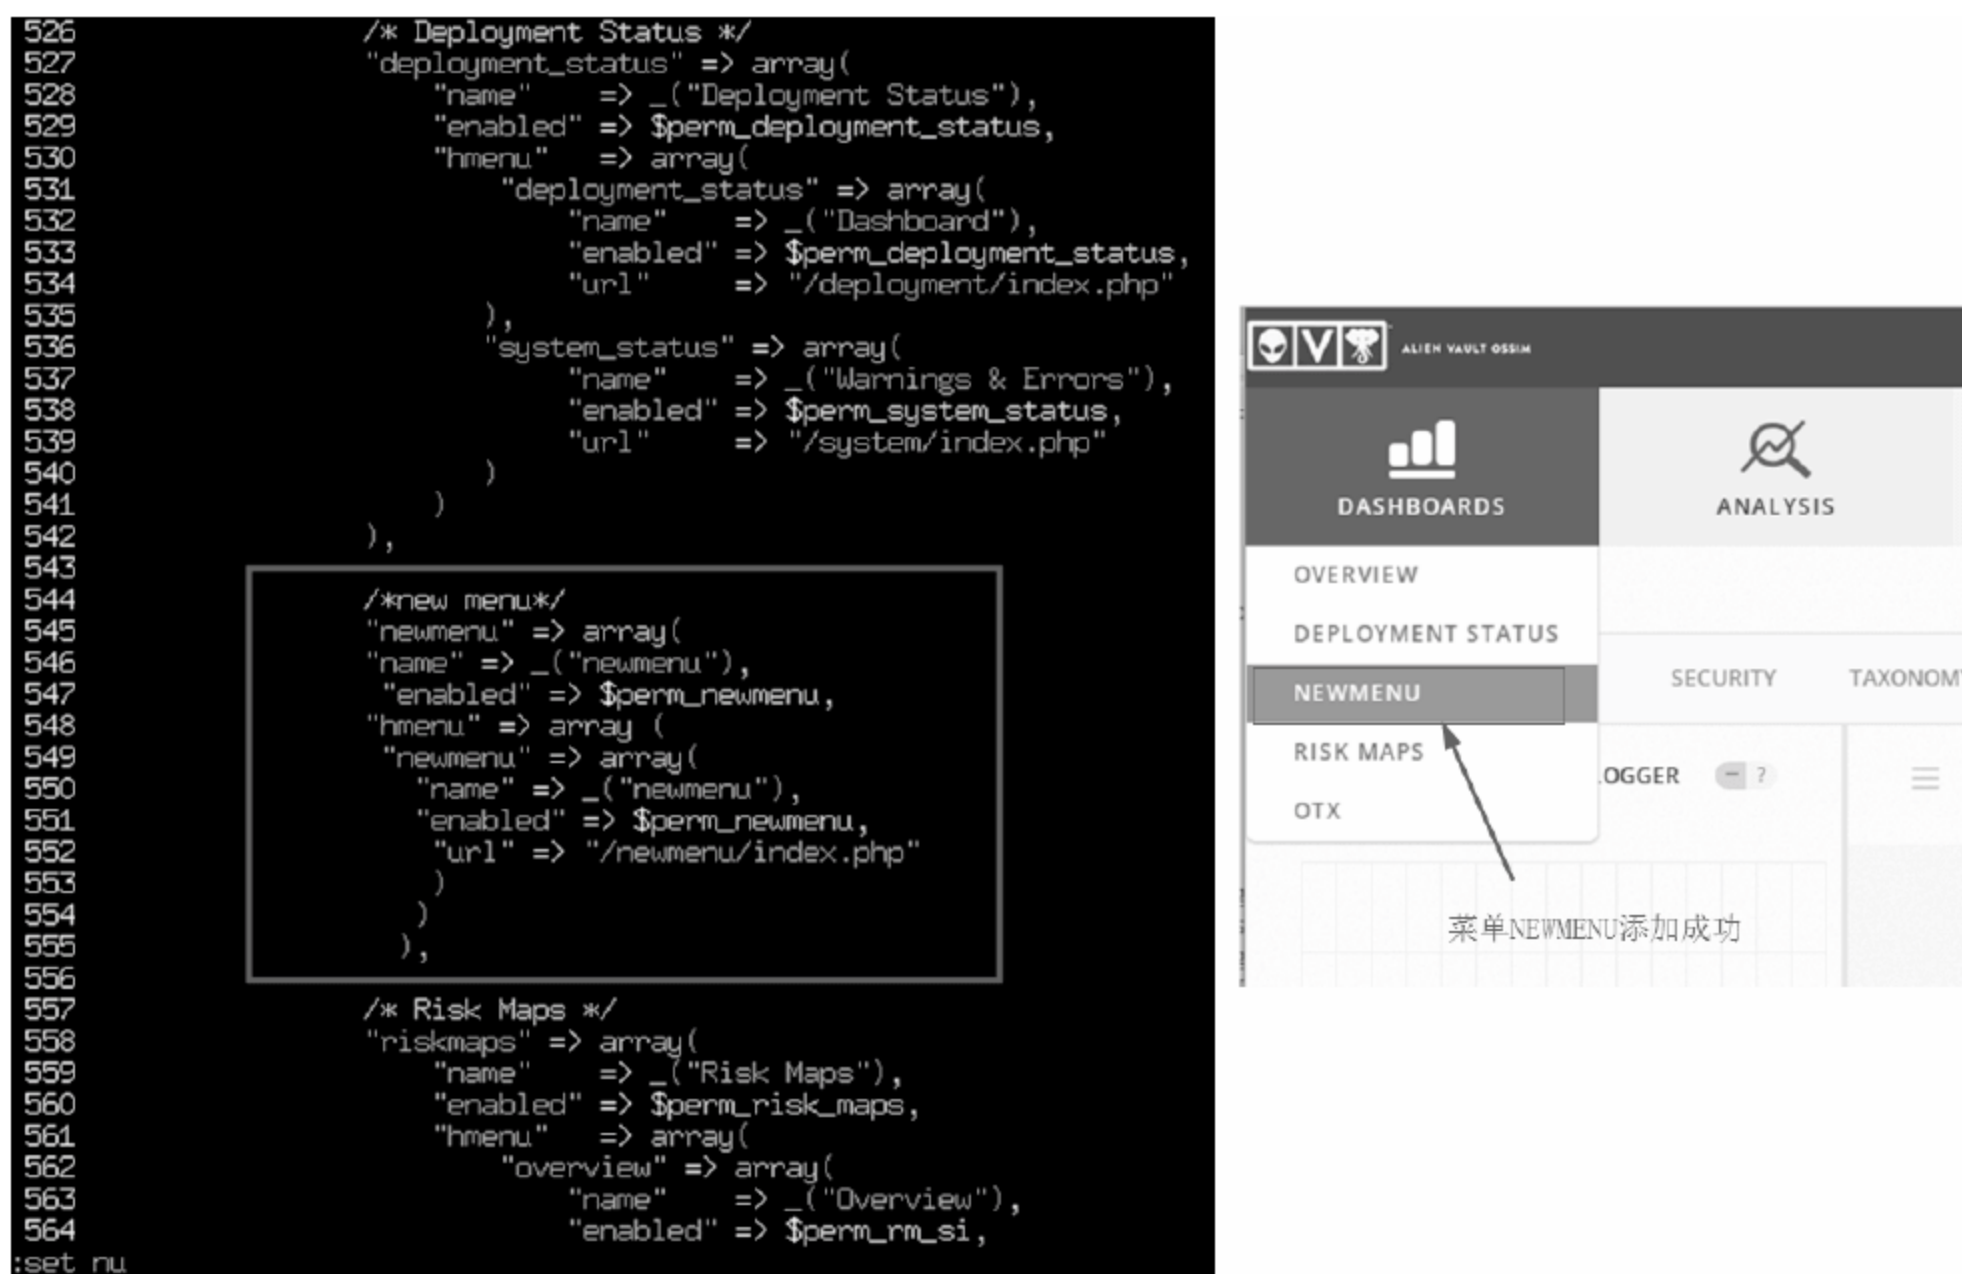 526 /* Deployment Status */
527 "deployment_status" => array(
528 "name" => _("Deployment Status"),
529 "enabled" => $perm_deployment_status,
530 "hmenu" => array(
531 "deployment_status" => array(
532 "name" => _("Dashboard"),
533 "enabled" => $perm_deployment_status,
534 "url" => "/deployment/index.php"
535 ),
536 "system_status" => array(
537 "name" => _("Warnings & Errors"),
538 "enabled" => $perm_system_status,
539 "url" => "/system/index.php"
540 )
541 )
542 ),
543
544 /*new menu*/
545 "newmenu" => array(
546 "name" => _("newmenu"),
547 "enabled" => $perm_newmenu,
548 "hmenu" => array (
549 "newmenu" => array(
550 "name" => _("newmenu"),
551 "enabled" => $perm_newmenu,
552 "url" => "/newmenu/index.php"
553 )
554 )
555 ),
556
557 /* Risk Maps */
558 "riskmaps" => array(
559 "name" => _("Risk Maps"),
560 "enabled" => $perm_risk_maps,
561 "hmenu" => array(
562 "overview" => array(
563 "name" => _("Overview"),
564 "enabled" => $perm_rm_si,
:set nu
V ALIEN VAULT OSSIM
DASHBOARDS ANALYSIS
OVERVIEW
DEPLOYMENT STATUS
NEWMENU SECURITY TAXONOMY
RISK MAPS
OGGER - ?
OTX
菜单NEWMENU添加成功